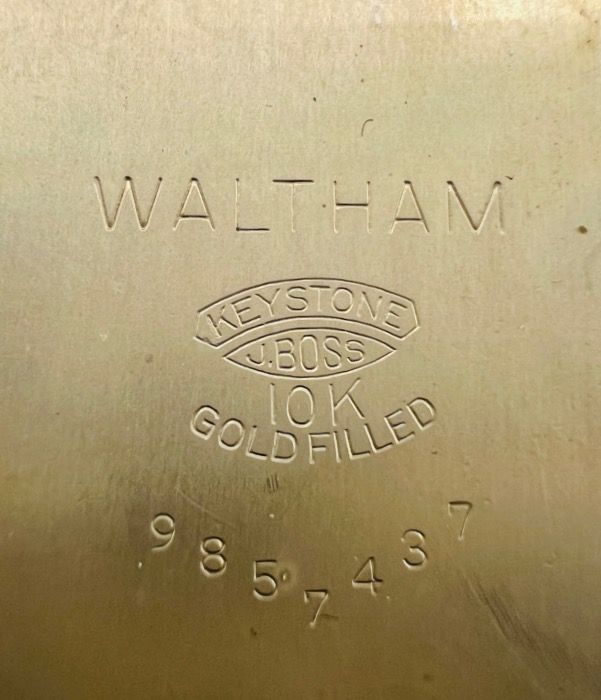 WALTHAM
KEYSTONE
J.BOSS
10K
GOLD FILLED
9857437